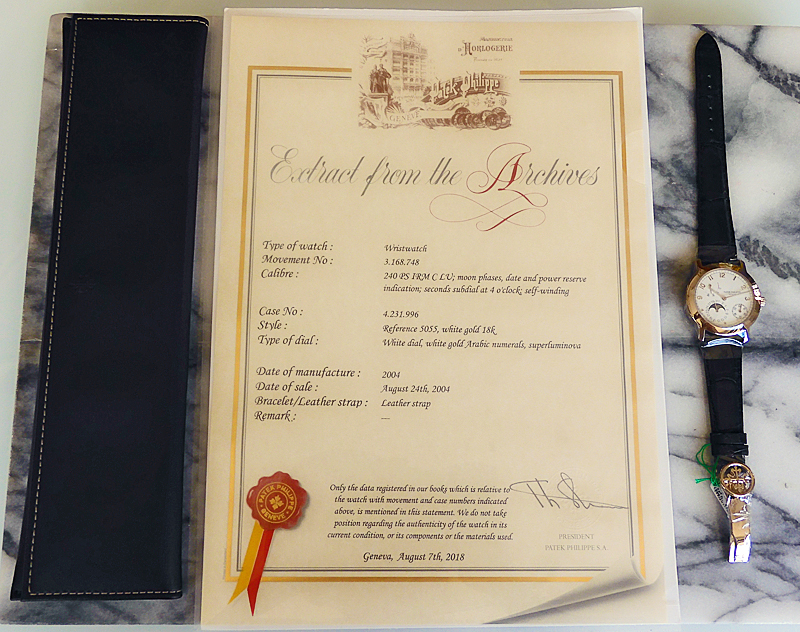 Manufacture
D'HORLOGERIE
Patek Philippe
GENÈVE
Extract from the Archives
Type of watch : Wristwatch
Movement No : 3.168.748
Calibre : 240 PS IRM C LU; moon phases, date and power reserve
indication; seconds subdial at 4 o'clock; self-winding
Case No : 4.231.996
Style : Reference 5055, white gold 18k
Type of dial : White dial, white gold Arabic numerals, superluminova
Date of manufacture : 2004
Date of sale : August 24th, 2004
Bracelet/Leather strap : Leather strap
Remark : —
Only the data registered in our books which is relative to
the watch with movement and case numbers indicated
above, is mentioned in this statement. We do not take
position regarding the authenticity of the watch in its
current condition, or its components or the materials used.
Geneva, August 7th, 2018
PRESIDENT
PATEK PHILIPPE S.A
PATEK PHILIPPE
GENEVE